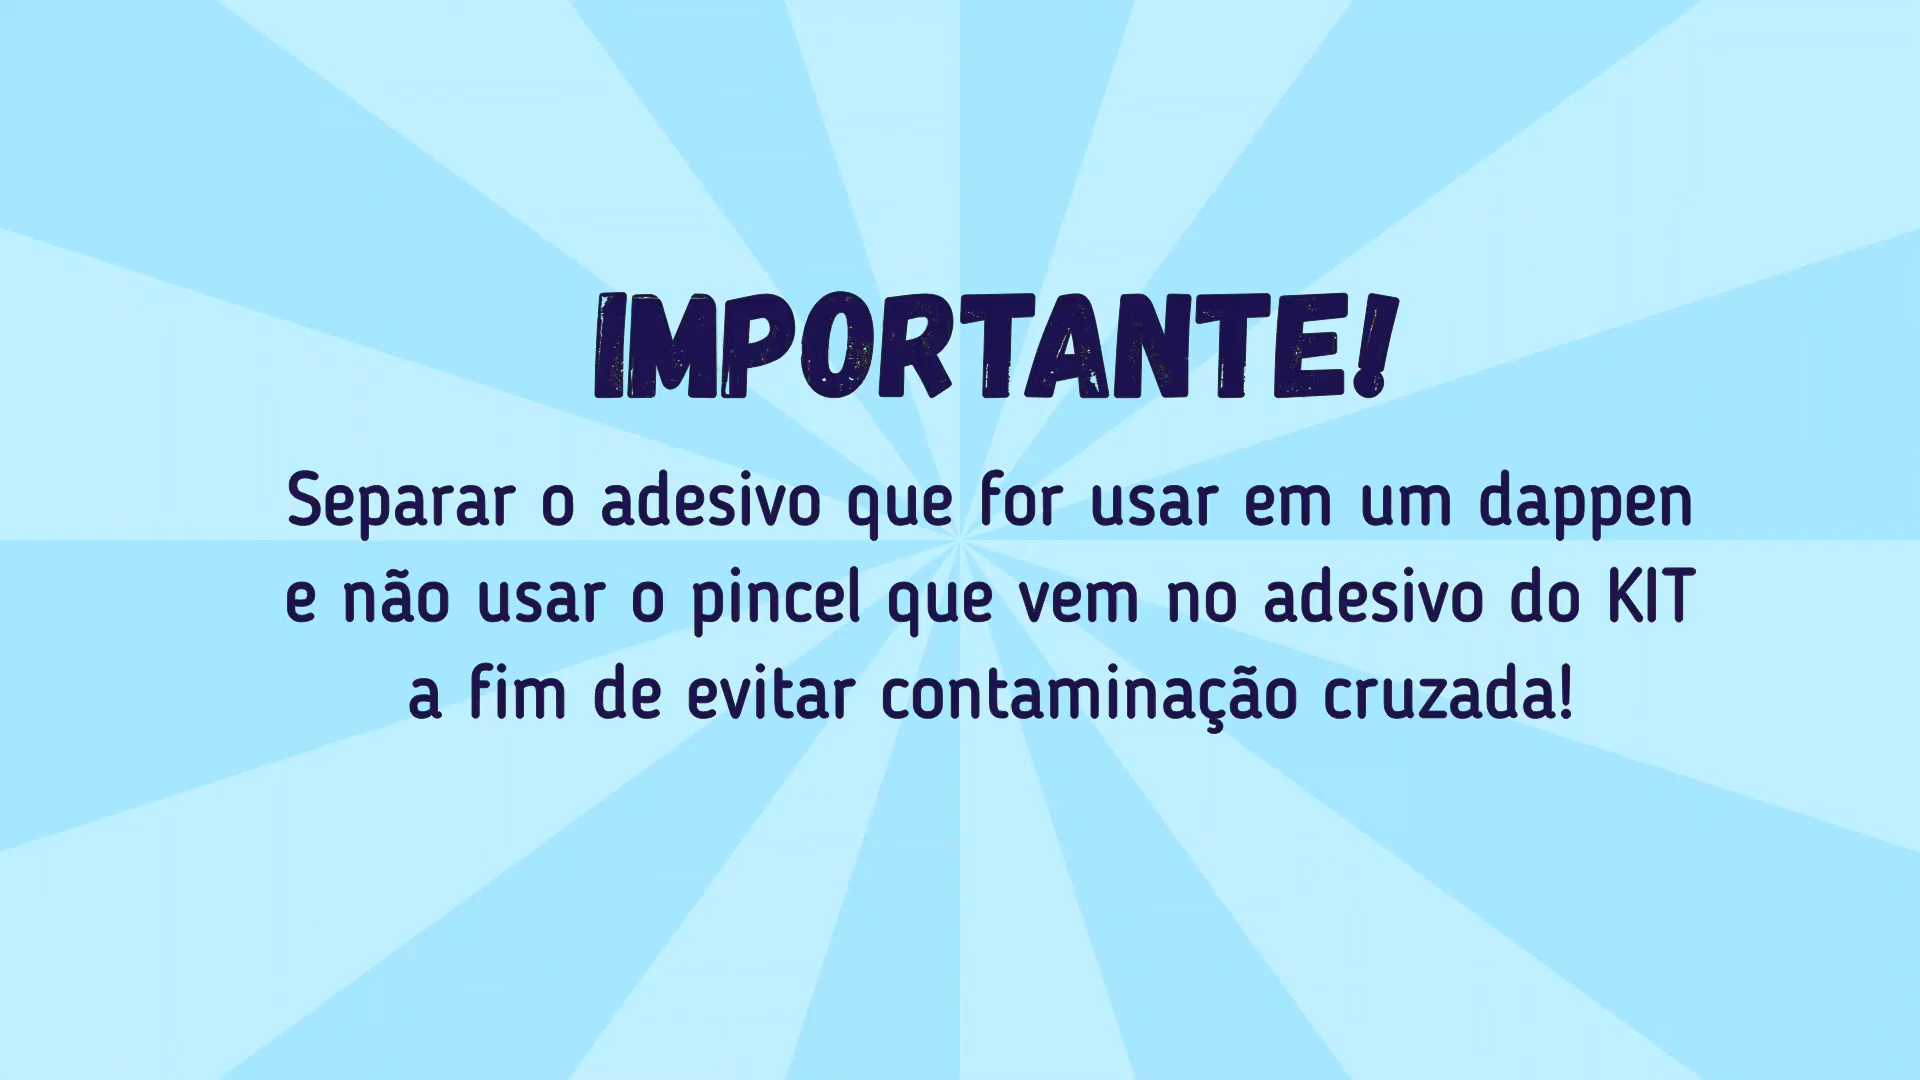 IMPORTANTE!
Separar o adesivo que for usar em um dappen
e não usar o pincel que vem no adesivo do KIT
a fim de evitar contaminação cruzada!